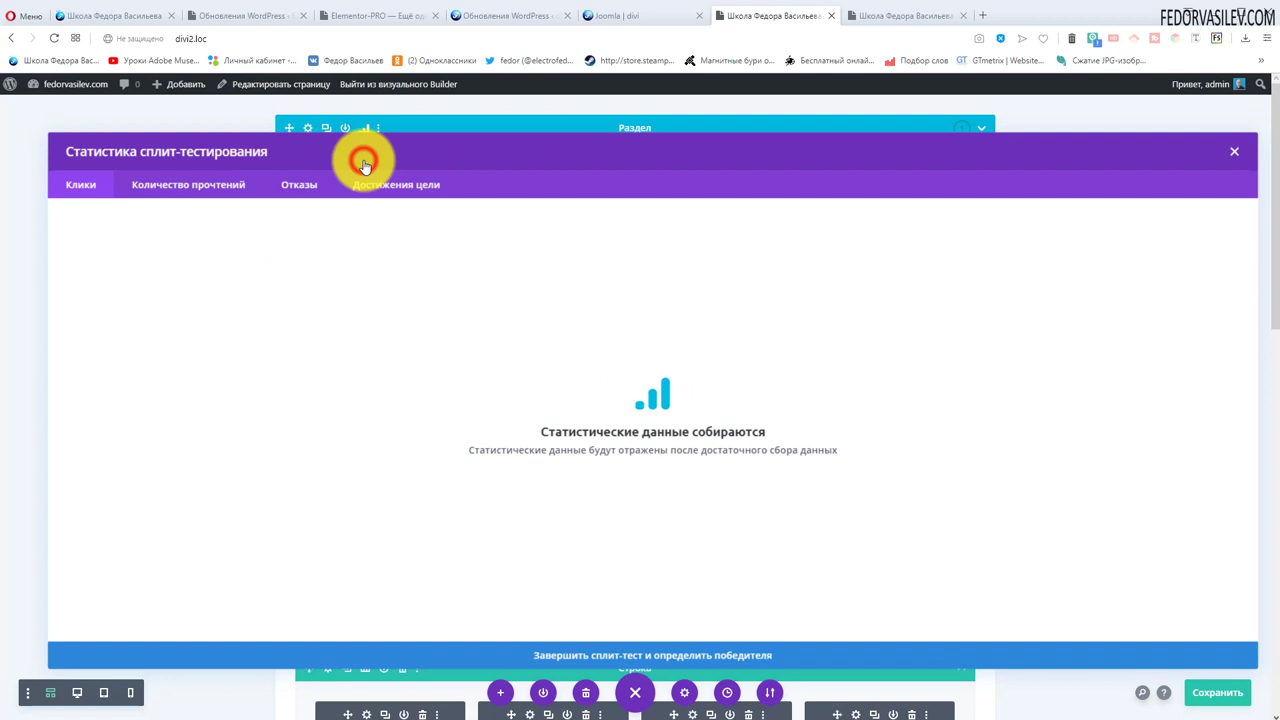 Меню
Школа Федора Васильева
Обновления WordPress
Elementor-PRO — Ещё од
Обновления WordPress ‹
Joomla | divi
Школа Федора Васильева
Школа Федора Васильева
FEDORVASILEV.COM
Не защищено
divi2.loc
Школа Федора Вас...
Уроки Adobe Muse...
Личный кабинет -...
Федор Васильев
(2) Одноклассники
fedor (@electrofed...
http://store.steamp...
Магнитные бури о...
Бесплатный онлай...
Подбор слов
GTmetrix | Website...
Сжатие JPG-изобр...
fedorvasilev.com
0
Добавить
Редактировать страницу
Выйти из визуального Builder
Привет, admin
Раздел
Статистика сплит-тестирования
Клики
Количество прочтений
Отказы
Достижения цели
Статистические данные собираются
Статистические данные будут отражены после достаточного сбора данных
Завершить сплит-тест и определить победителя
Строка
Сохранить